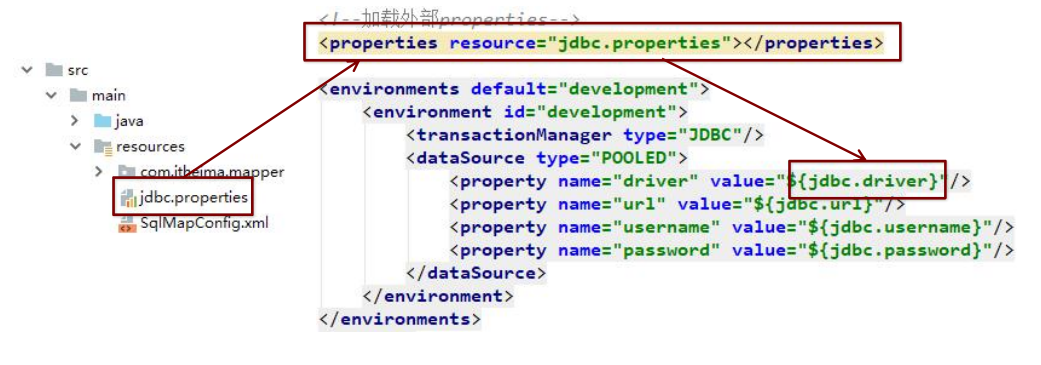 <!--加载外部properties-->
<properties resource="jdbc.properties"></properties>
src
main
java
resources
com.itheima.mapper
jdbc.properties
SqlMapConfig.xml
<environments default="development">
<environment id="development">
<transactionManager type="JDBC"/>
<dataSource type="POOLED">
<property name="driver" value="${jdbc.driver}"/>
<property name="url" value="${jdbc.url}"/>
<property name="username" value="${jdbc.username}"/>
<property name="password" value="${jdbc.password}"/>
</dataSource>
</environment>
</environments>